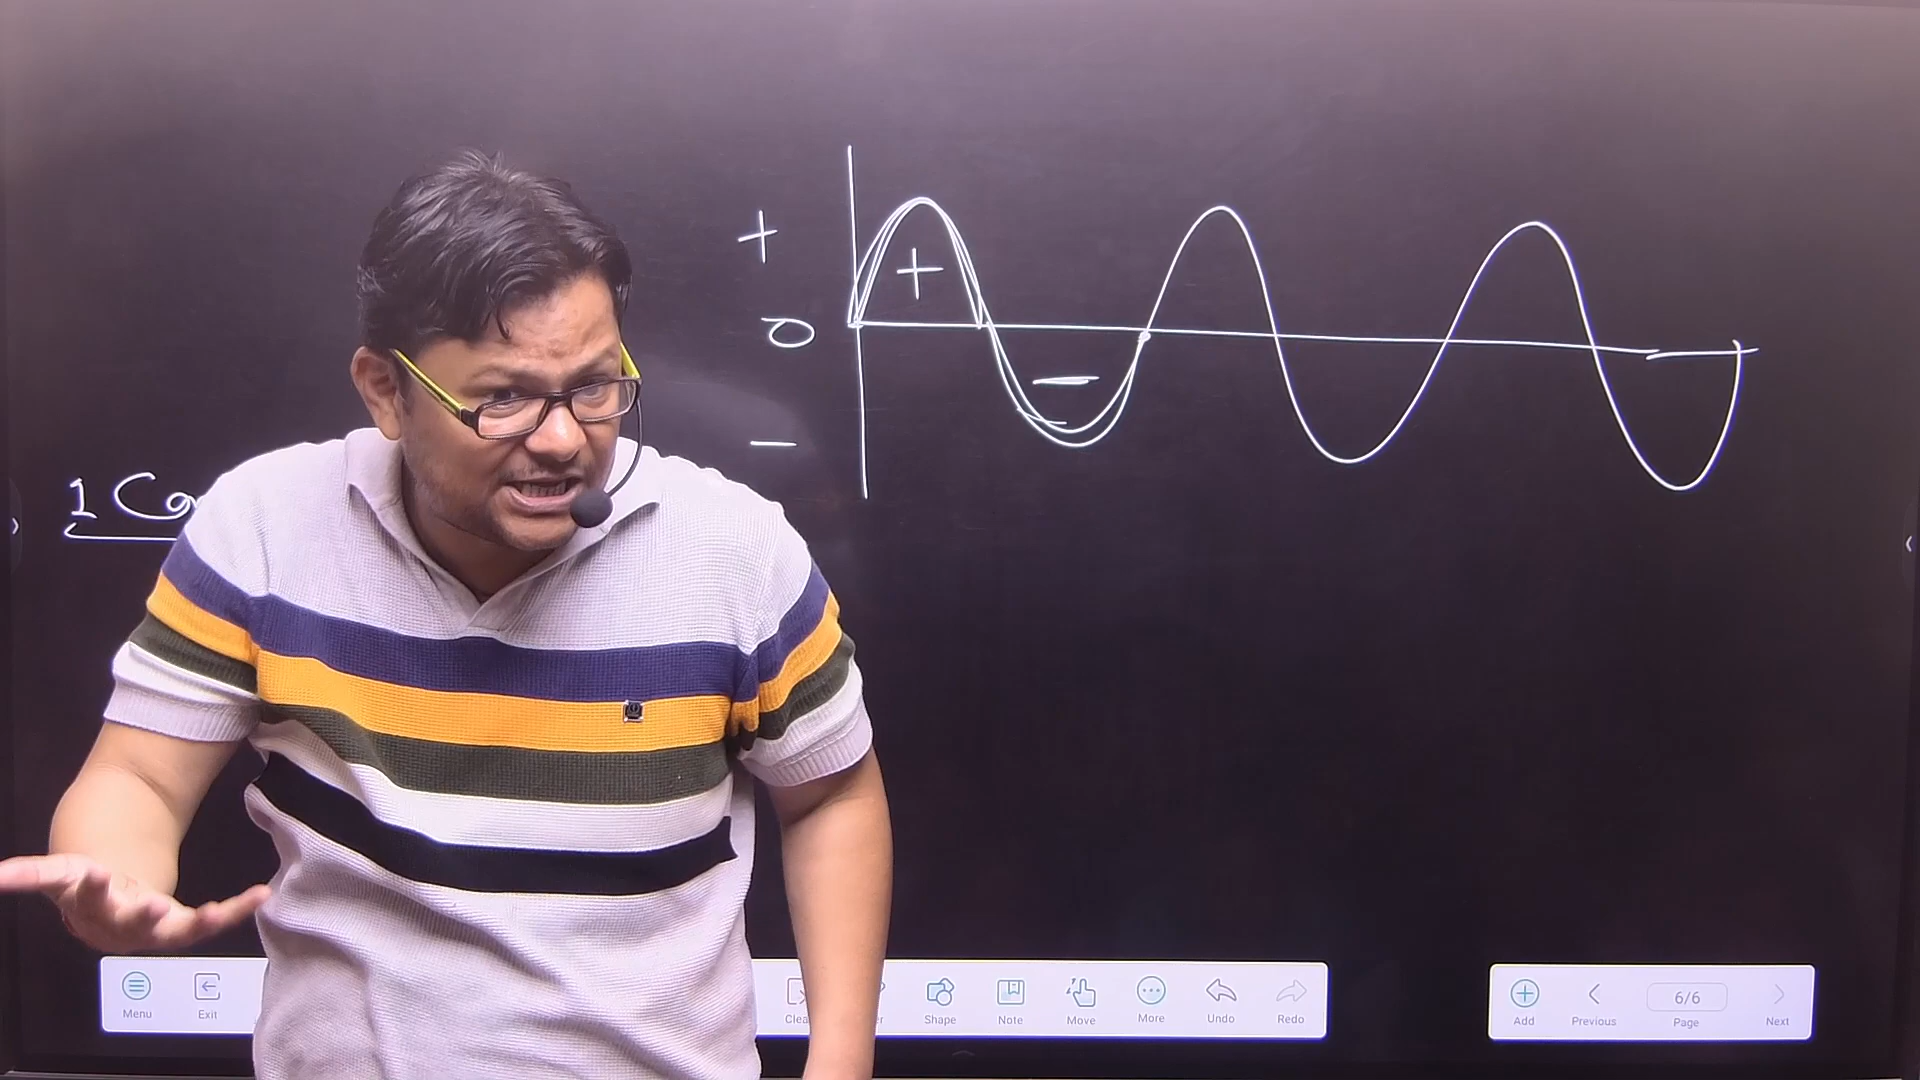 +
+
0
-
-
1
Menu
Exit
Shape
Note
Move
More
Undo
Redo
Add
Previous
6/6
Page
Next